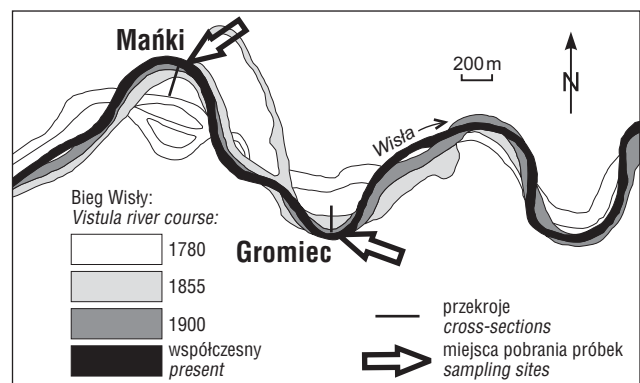 Mańki
200 m
N
Wisła
Bieg Wisły:
Vistula river course:
1780
Gromiec
1855
1900
współczesny
present
przekroje
cross-sections
miejsca pobrania próbek
sampling sites